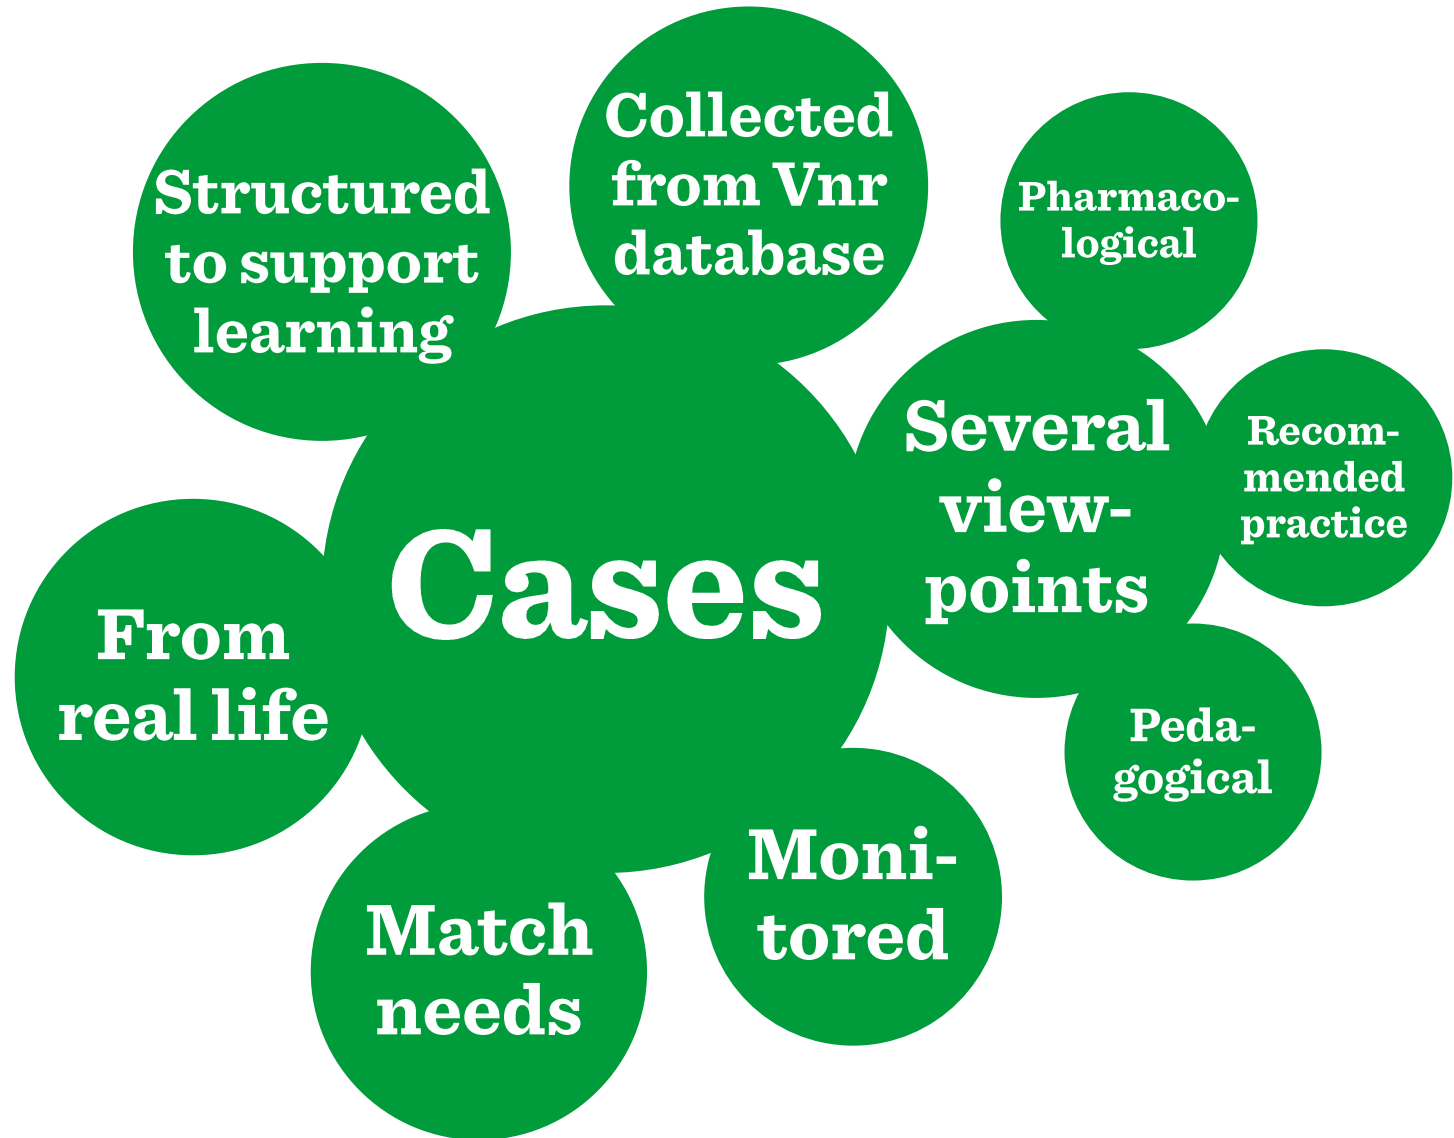 Structured
to support
learning
Collected
from Vnr
database
Pharmaco-
logical
Several
view-
points
Recom-
mended
practice
Cases
From
real life
Peda-
gogical
Moni-
tored
Match
needs